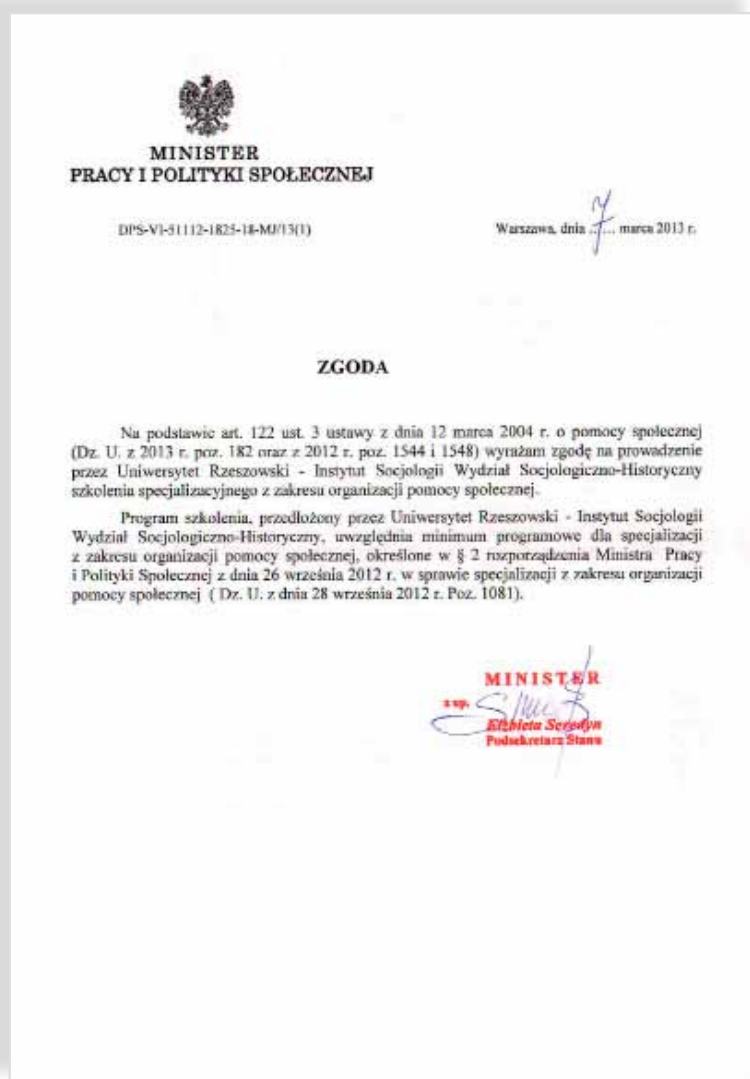 MINISTER
PRACY I POLITYKI SPOŁECZNEJ
DPS-VI-51112-1825-18-MJ/13(1)
Warszawa, dnia ..7... marca 2013 r.
ZGODA
Na podstawie art. 122 ust. 3 ustawy z dnia 12 marca 2004 r. o pomocy społecznej
(Dz. U. z 2013 r. poz. 182 oraz z 2012 r. poz. 1544 i 1548) wyrażam zgodę na prowadzenie
przez Uniwersytet Rzeszowski - Instytut Socjologii Wydział Socjologiczno-Historyczny
szkolenia specjalizacyjnego z zakresu organizacji pomocy społecznej.
Program szkolenia, przedłożony przez Uniwersytet Rzeszowski - Instytut Socjologii
Wydział Socjologiczno-Historyczny, uwzględnia minimum programowe dla specjalizacji
z zakresu organizacji pomocy społecznej, określone w § 2 rozporządzenia Ministra Pracy
i Polityki Społecznej z dnia 26 września 2012 r. w sprawie specjalizacji z zakresu organizacji
pomocy społecznej ( Dz. U. z dnia 28 września 2012 r. Poz. 1081).
MINISTER
z up.
Elżbieta Seredyn
Podsekretarz Stanu